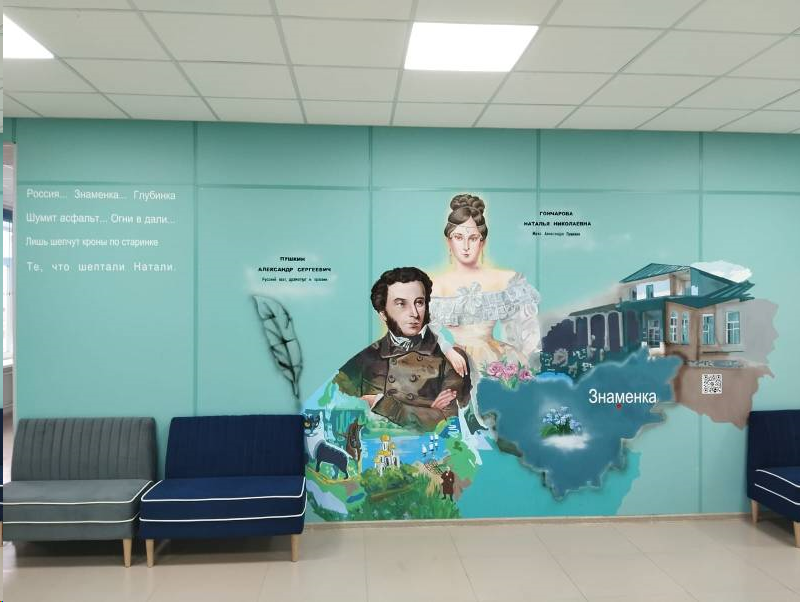 Россия... Знаменка... Глубинка
Шумит асфальт... Огни в дали...
Лишь шепчут кроны по старинке
Те, что шептали Натали.
ПУШКИН
АЛЕКСАНДР СЕРГЕЕВИЧ
Русский поэт, драматург и прозаик
ГОНЧАРОВА
НАТАЛЬЯ НИКОЛАЕВНА
Муза Александра Пушкина
Знаменка